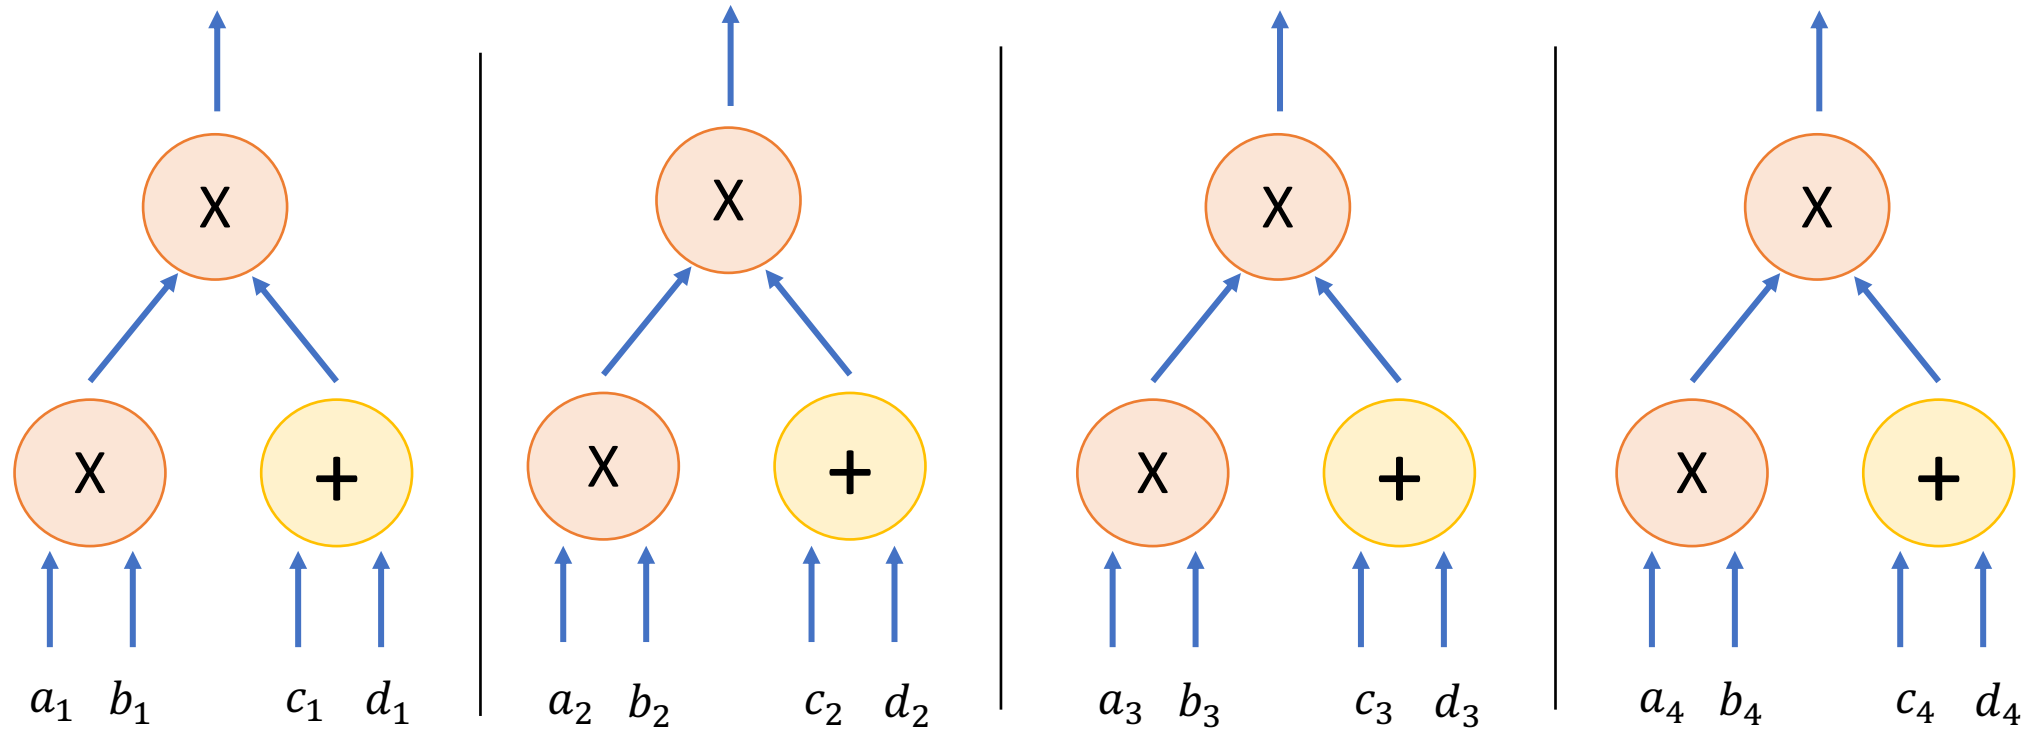 X X X X
X + X + X + X +
a₁ b₁ c₁ d₁ a₂ b₂ c₂ d₂ a₃ b₃ c₃ d₃ a₄ b₄ c₄ d₄